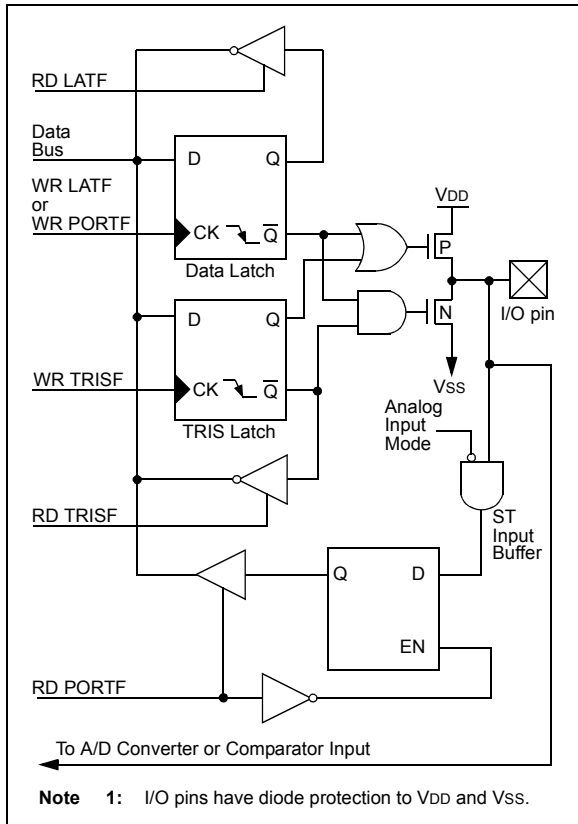 RD LATF
Data
Bus
D Q
WR LATF
or
WR PORTF
CK Q
Data Latch
VDD
P
I/O pin
N
VSS
D Q
WR TRISF
CK Q
TRIS Latch
Analog
Input
Mode
ST
Input
Buffer
RD TRISF
Q D
EN
RD PORTF
To A/D Converter or Comparator Input
Note 1: I/O pins have diode protection to VDD and VSS.